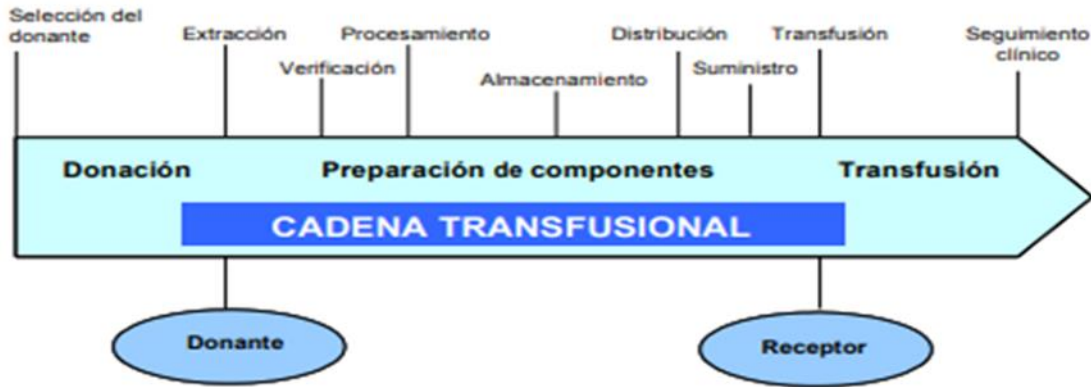 Selección del
donante
Extracción
Verificación
Procesamiento
Almacenamiento
Distribución
Suministro
Transfusión
Seguimiento
clínico
Donación
Preparación de componentes
Transfusión
CADENA TRANSFUSIONAL
Donante
Receptor